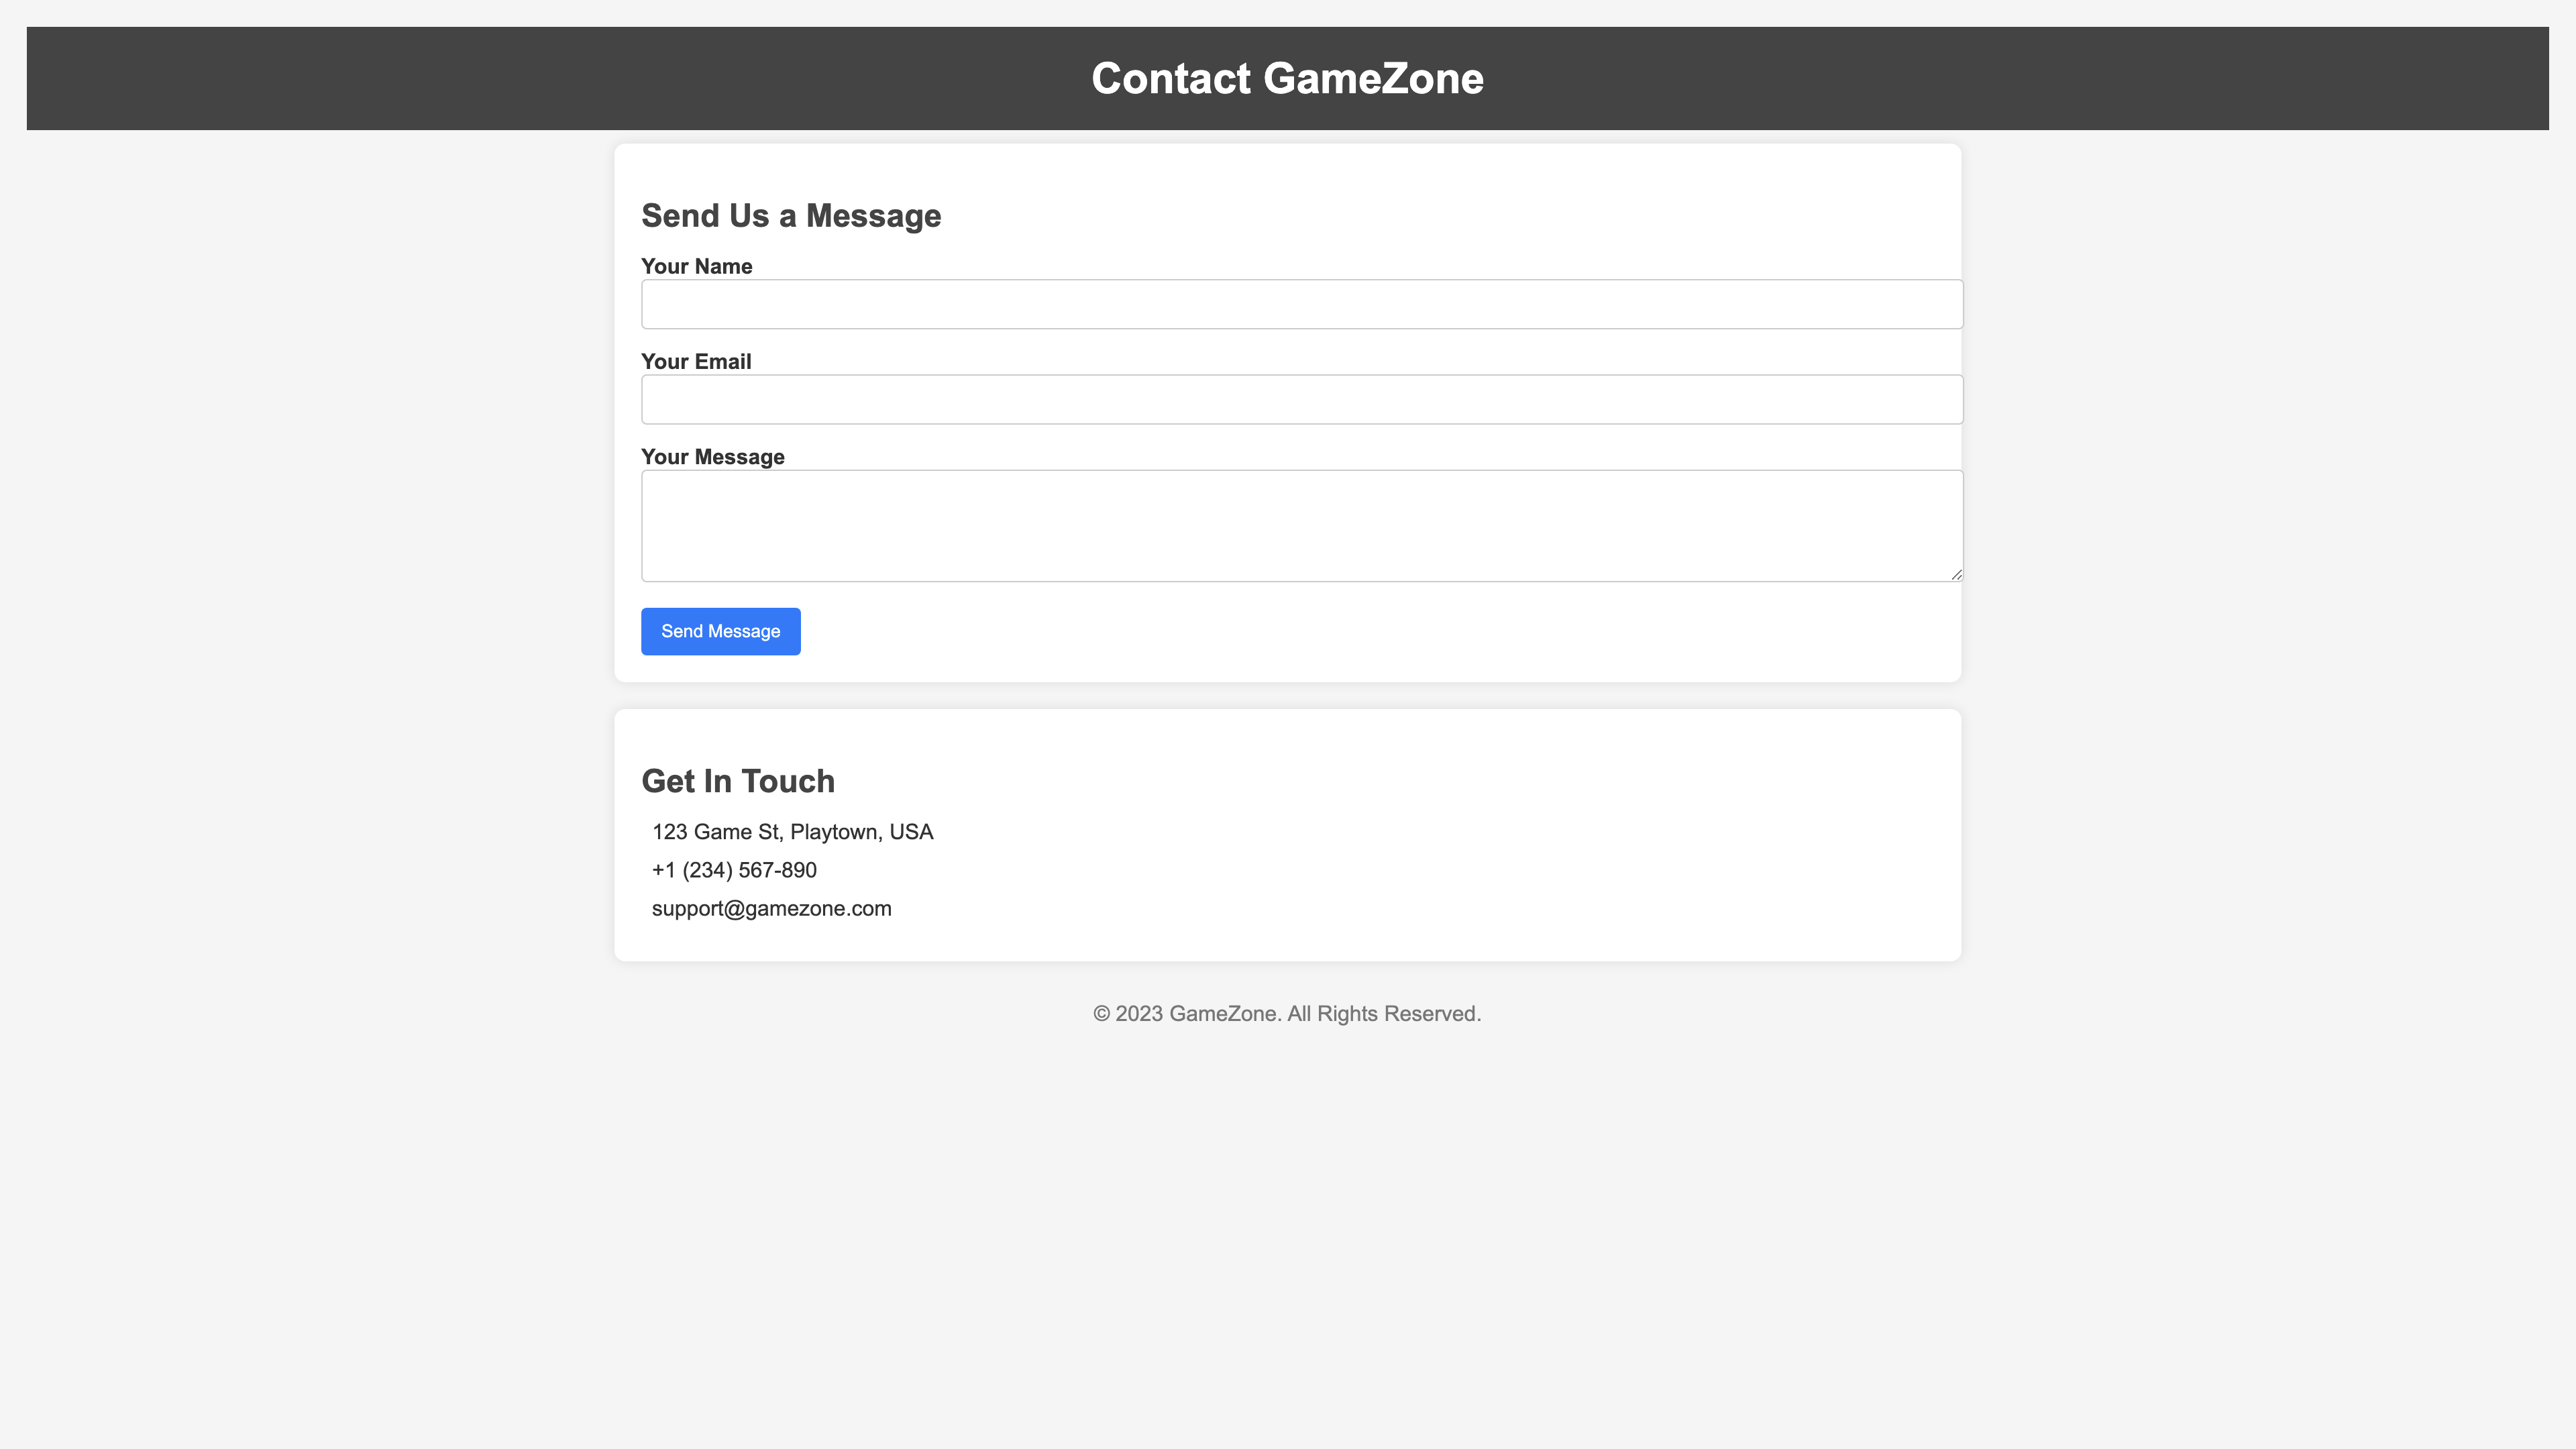 Contact GameZone
Send Us a Message
Your Name
Your Email
Your Message
Send Message
Get In Touch
123 Game St, Playtown, USA
+1 (234) 567-890
support@gamezone.com
© 2023 GameZone. All Rights Reserved.